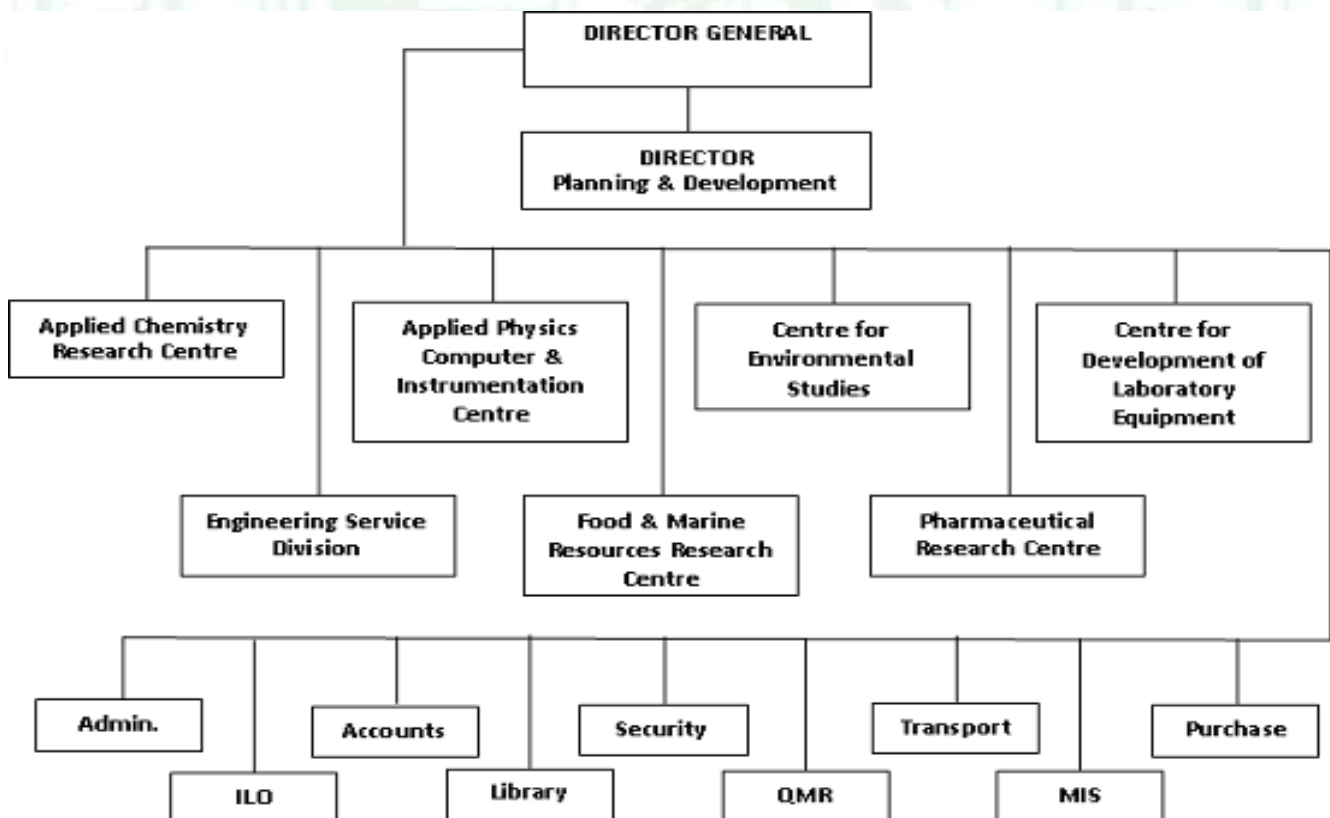 DIRECTOR GENERAL
DIRECTOR
Planning & Development
Applied Chemistry
Research Centre
Applied Physics
Computer &
Instrumentation
Centre
Centre for
Environmental
Studies
Centre for
Development of
Laboratory
Equipment
Engineering Service
Division
Food & Marine
Resources Research
Centre
Pharmaceutical
Research Centre
Admin.
Accounts
Security
Transport
Purchase
ILO
Library
QMR
MIS